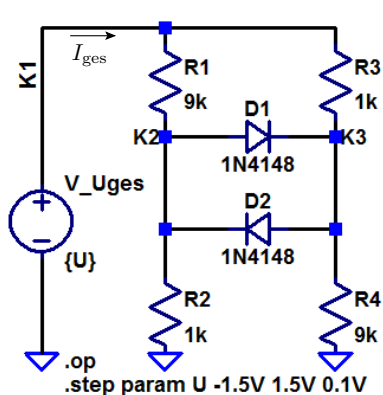 I_ges
K1
R1
9k
R3
1k
D1
K2
K3
1N4148
V_Uges
D2
1N4148
{U}
R2
1k
R4
9k
.op
.step param U -1.5V 1.5V 0.1V